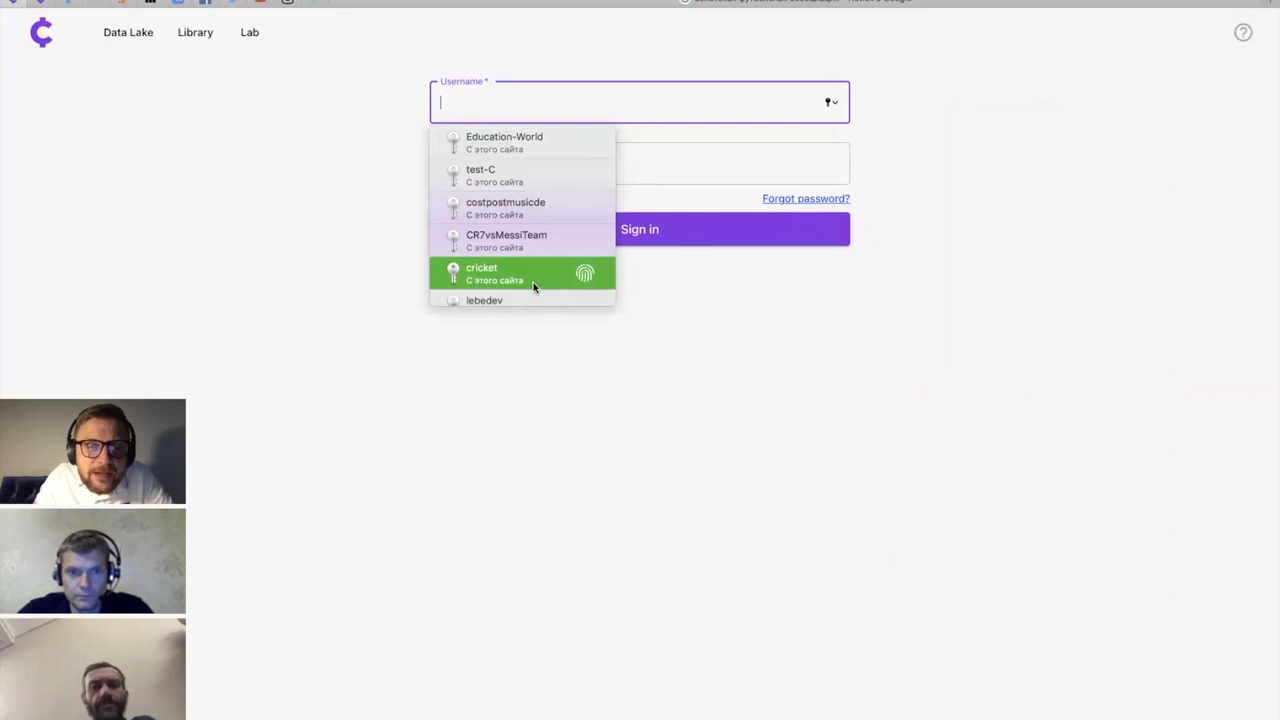 Data Lake
Library
Lab
?
Username *
Education-World
С этого сайта
test-C
С этого сайта
costpostmusicde
С этого сайта
CR7vsMessiTeam
С этого сайта
cricket
С этого сайта
lebedev
Forgot password?
Sign in